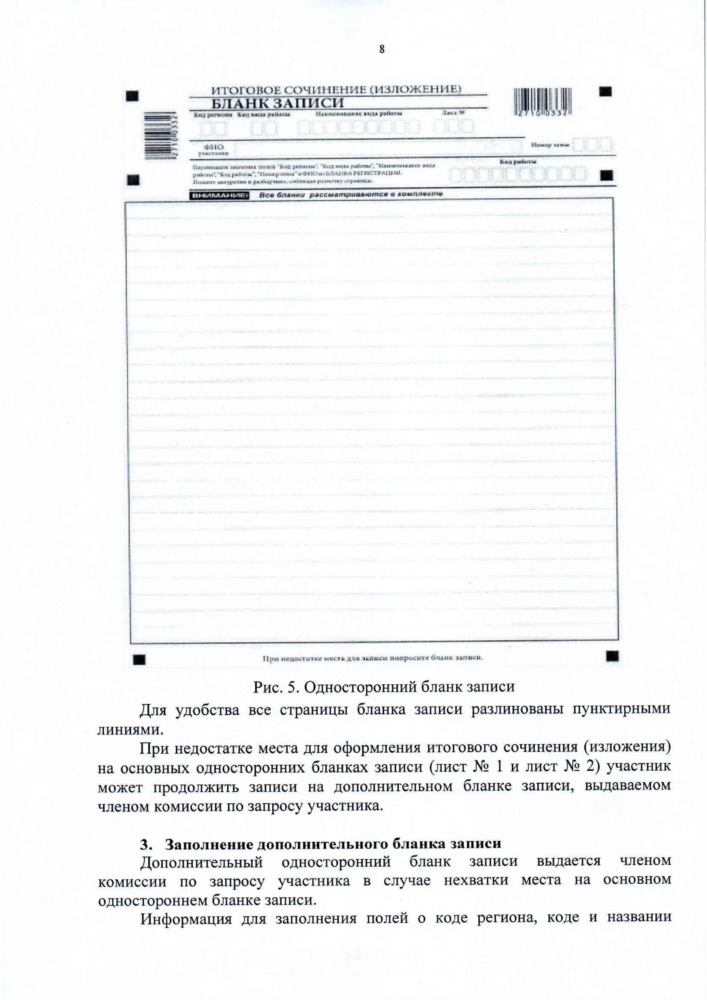 8
ИТОГОВОЕ СОЧИНЕНИЕ (ИЗЛОЖЕНИЕ)
БЛАНК ЗАПИСИ
2710 0332
2710 0332
Код региона Код вида работы Наименование вида работы Лист №
ФИО участника
Номер темы
Код работы
Перепишите значения полей "Код региона", "Код вида работы", "Наименование вида
работы", "Код работы", "Номер темы" и ФИО из БЛАНКА РЕГИСТРАЦИИ.
Пишите аккуратно и разборчиво, соблюдая разметку страницы.
ВНИМАНИЕ! Все бланки рассматриваются в комплекте
При недостатке места для записи попросите бланк записи.
Рис. 5. Односторонний бланк записи
Для удобства все страницы бланка записи разлинованы пунктирными
линиями.
При недостатке места для оформления итогового сочинения (изложения)
на основных односторонних бланках записи (лист № 1 и лист № 2) участник
может продолжить записи на дополнительном бланке записи, выдаваемом
членом комиссии по запросу участника.
3. Заполнение дополнительного бланка записи
Дополнительный односторонний бланк записи выдается членом
комиссии по запросу участника в случае нехватки места на основном
одностороннем бланке записи.
Информация для заполнения полей о коде региона, коде и названии